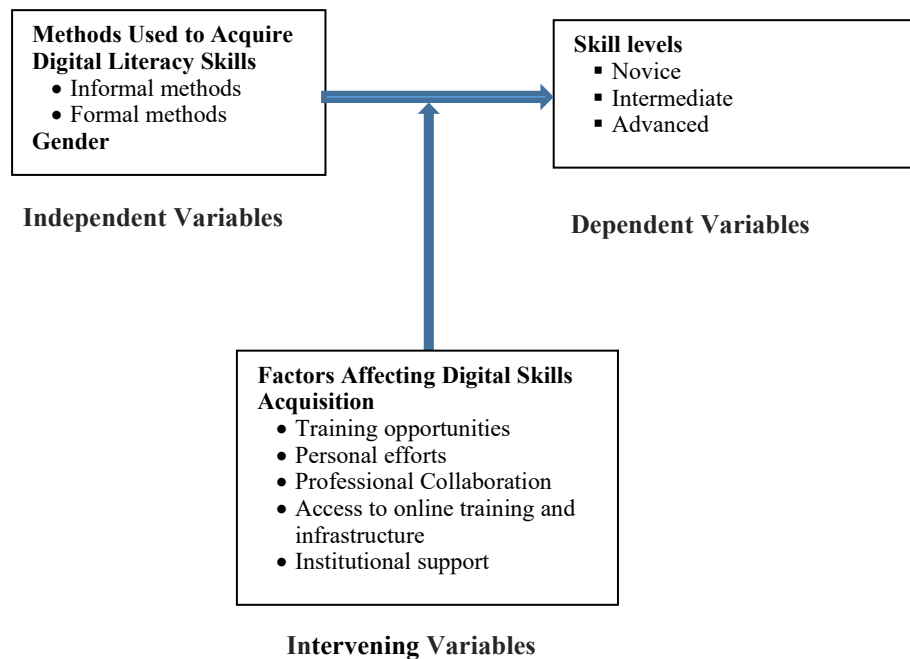 Methods Used to Acquire
Digital Literacy Skills
• Informal methods
• Formal methods
Gender
Independent Variables
Skill levels
▪ Novice
▪ Intermediate
▪ Advanced
Dependent Variables
Factors Affecting Digital Skills
Acquisition
• Training opportunities
• Personal efforts
• Professional Collaboration
• Access to online training and
infrastructure
• Institutional support
Intervening Variables